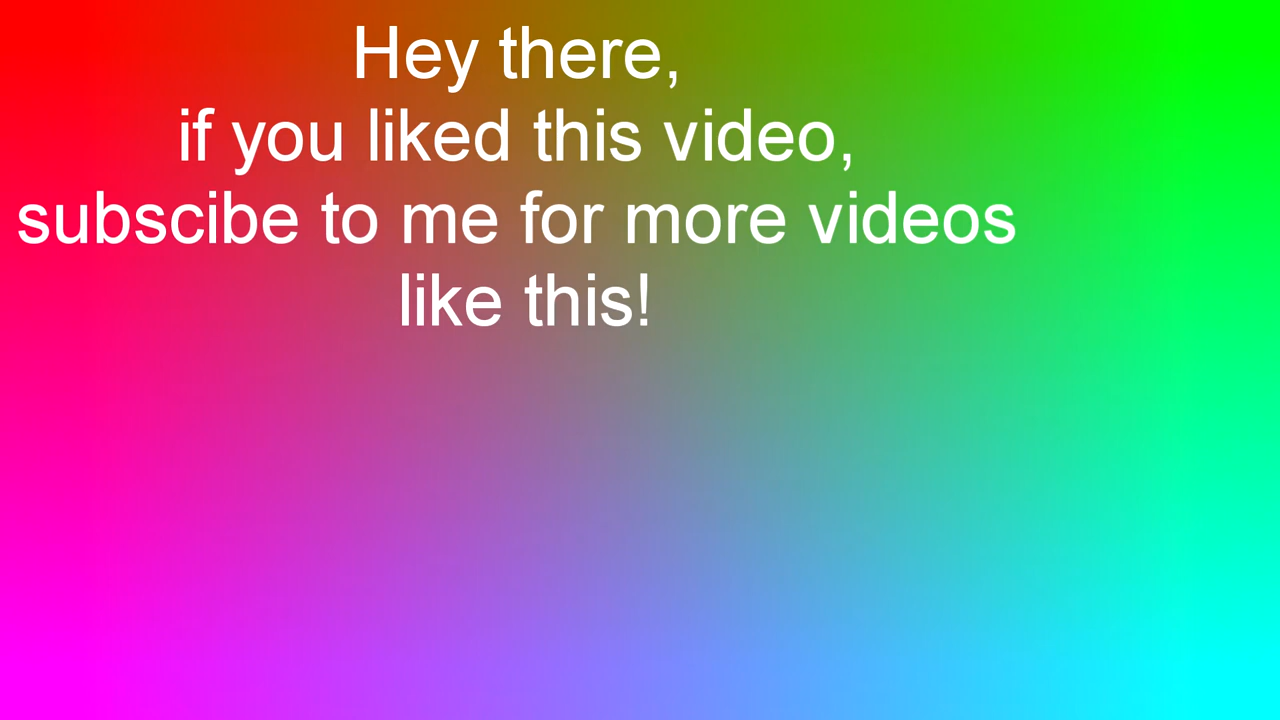 Hey there,
if you liked this video,
subscibe to me for more videos
like this!